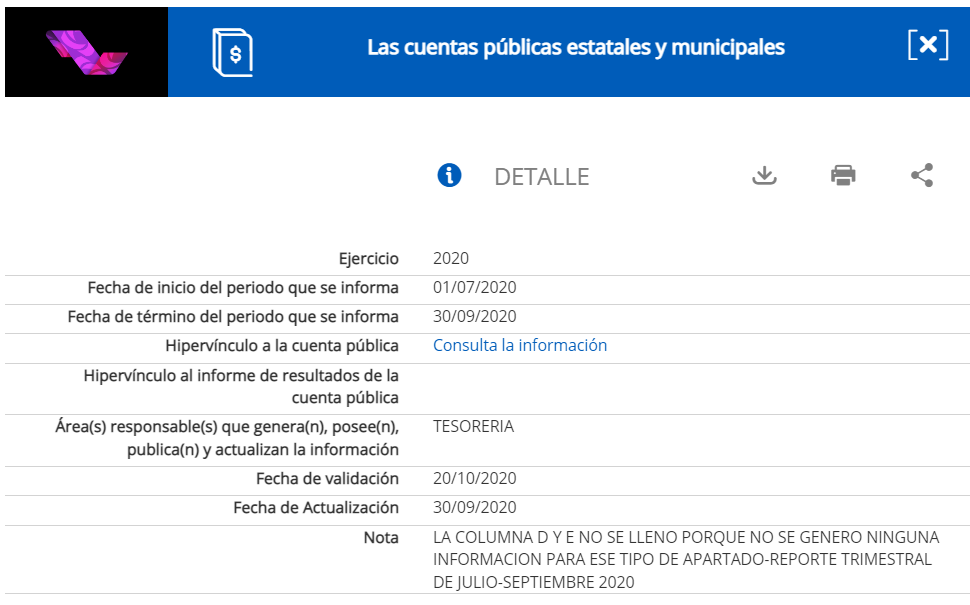 Las cuentas públicas estatales y municipales
DETALLE
Ejercicio 2020
Fecha de inicio del periodo que se informa 01/07/2020
Fecha de término del periodo que se informa 30/09/2020
Hipervínculo a la cuenta pública Consulta la información
Hipervínculo al informe de resultados de la
cuenta pública
Área(s) responsable(s) que genera(n), posee(n), TESORERIA
publica(n) y actualizan la información
Fecha de validación 20/10/2020
Fecha de Actualización 30/09/2020
Nota LA COLUMNA D Y E NO SE LLENO PORQUE NO SE GENERO NINGUNA
INFORMACION PARA ESE TIPO DE APARTADO-REPORTE TRIMESTRAL
DE JULIO-SEPTIEMBRE 2020